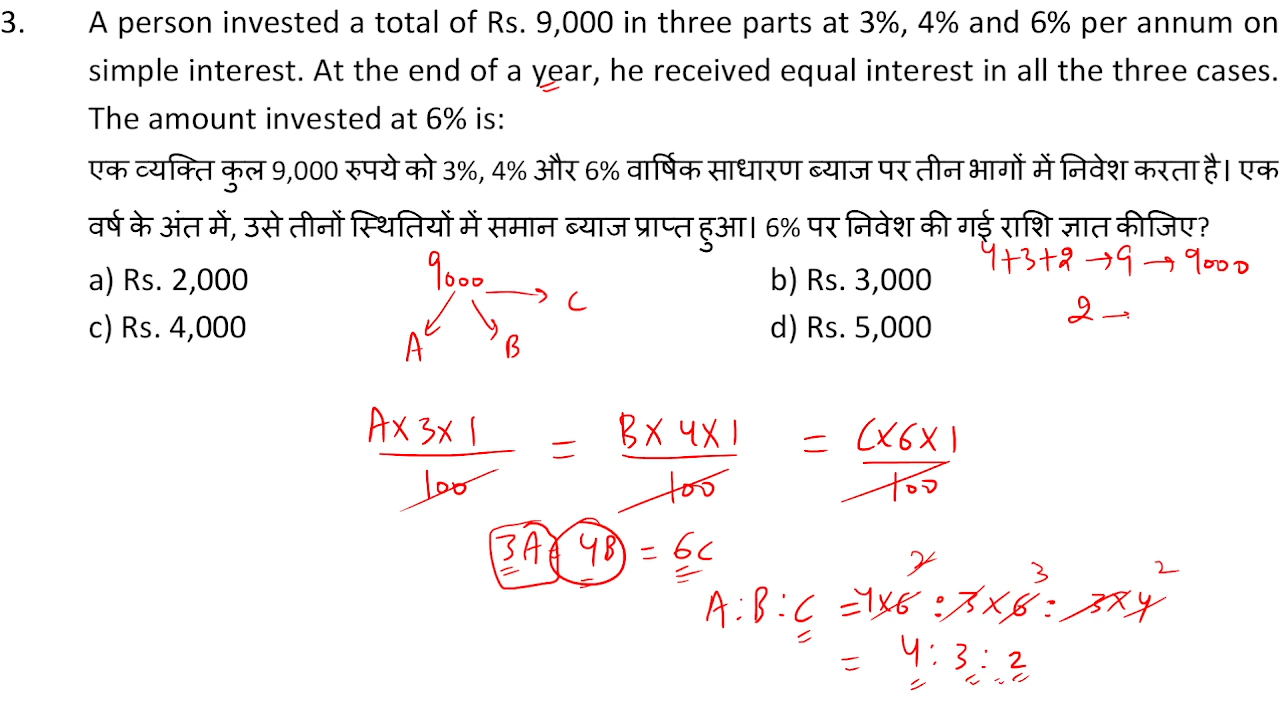 3. A person invested a total of Rs. 9,000 in three parts at 3%, 4% and 6% per annum on
simple interest. At the end of a year, he received equal interest in all the three cases.
The amount invested at 6% is:
एक व्यक्ति कुल 9,000 रुपये को 3%, 4% और 6% वार्षिक साधारण ब्याज पर तीन भागों में निवेश करता है। एक
वर्ष के अंत में, उसे तीनों स्थितियों में समान ब्याज प्राप्त हुआ। 6% पर निवेश की गई राशि ज्ञात कीजिए?
4+3+2 → 9 → 9000
a) Rs. 2,000 b) Rs. 3,000
9000
2 →
c) Rs. 4,000 d) Rs. 5,000
A B C
A×3×1/100 = B×4×1/100 = C×6×1/100
3A = 4B = 6C
2 3 2
A:B:C = 4×6 : 3×6 : 3×4
= 4:3:2